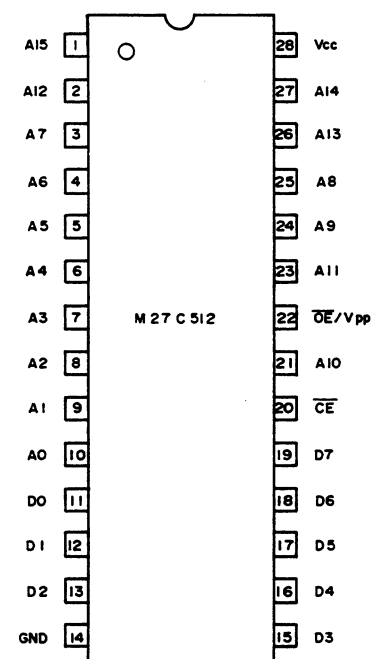 A15 1 28 Vcc
A12 2 27 A14
A7 3 26 A13
A6 4 25 A8
A5 5 24 A9
A4 6 23 A11
A3 7 M27C512 22 O̅E̅/Vpp
A2 8 21 A10
A1 9 20 C̅E̅
A0 10 19 D7
D0 11 18 D6
D1 12 17 D5
D2 13 16 D4
GND 14 15 D3